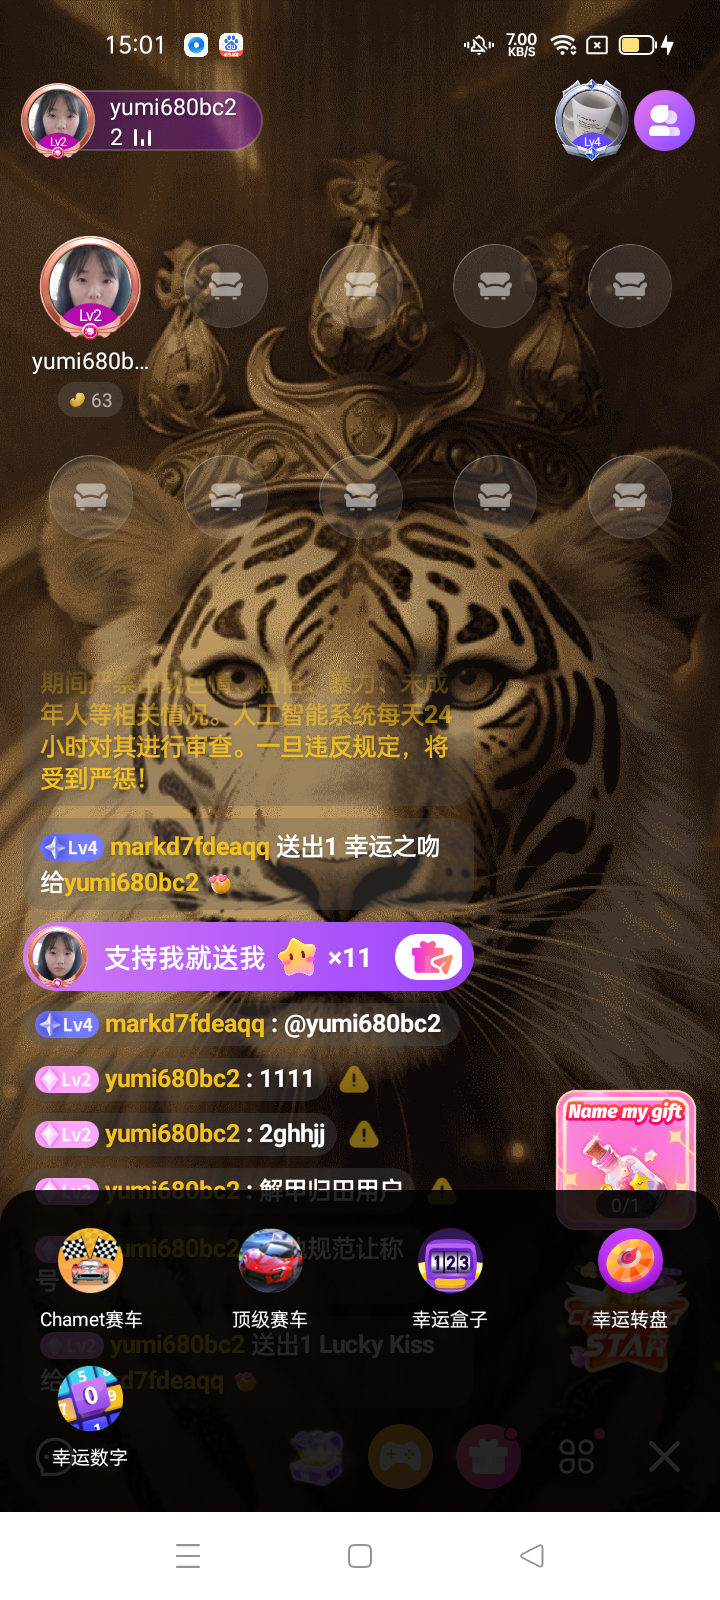 15:01
7.00
KB/S
yumi680bc2
2
Lv2
Lv4
Lv2
yumi680b...
63
期间严禁出现色情、粗俗、暴力、未成
年人等相关情况。人工智能系统每天24
小时对其进行审查。一旦违反规定，将
受到严惩！
Lv4 markd7fdeaqq 送出1 幸运之吻
给yumi680bc2
支持我就送我 ×11
Lv4 markd7fdeaqq : @yumi680bc2
Lv2 yumi680bc2 : 1111
Lv2 yumi680bc2 : 2ghhjj
Name my gift
Lv2 yumi680bc2 : 解甲归田用户
0/1
yumi680bc2 规范让称
号
Chamet赛车
顶级赛车
123
幸运盒子
幸运转盘
STAR
Lv2 yumi680bc2 送出1 Lucky Kiss
给 d7fdeaqq
0
幸运数字